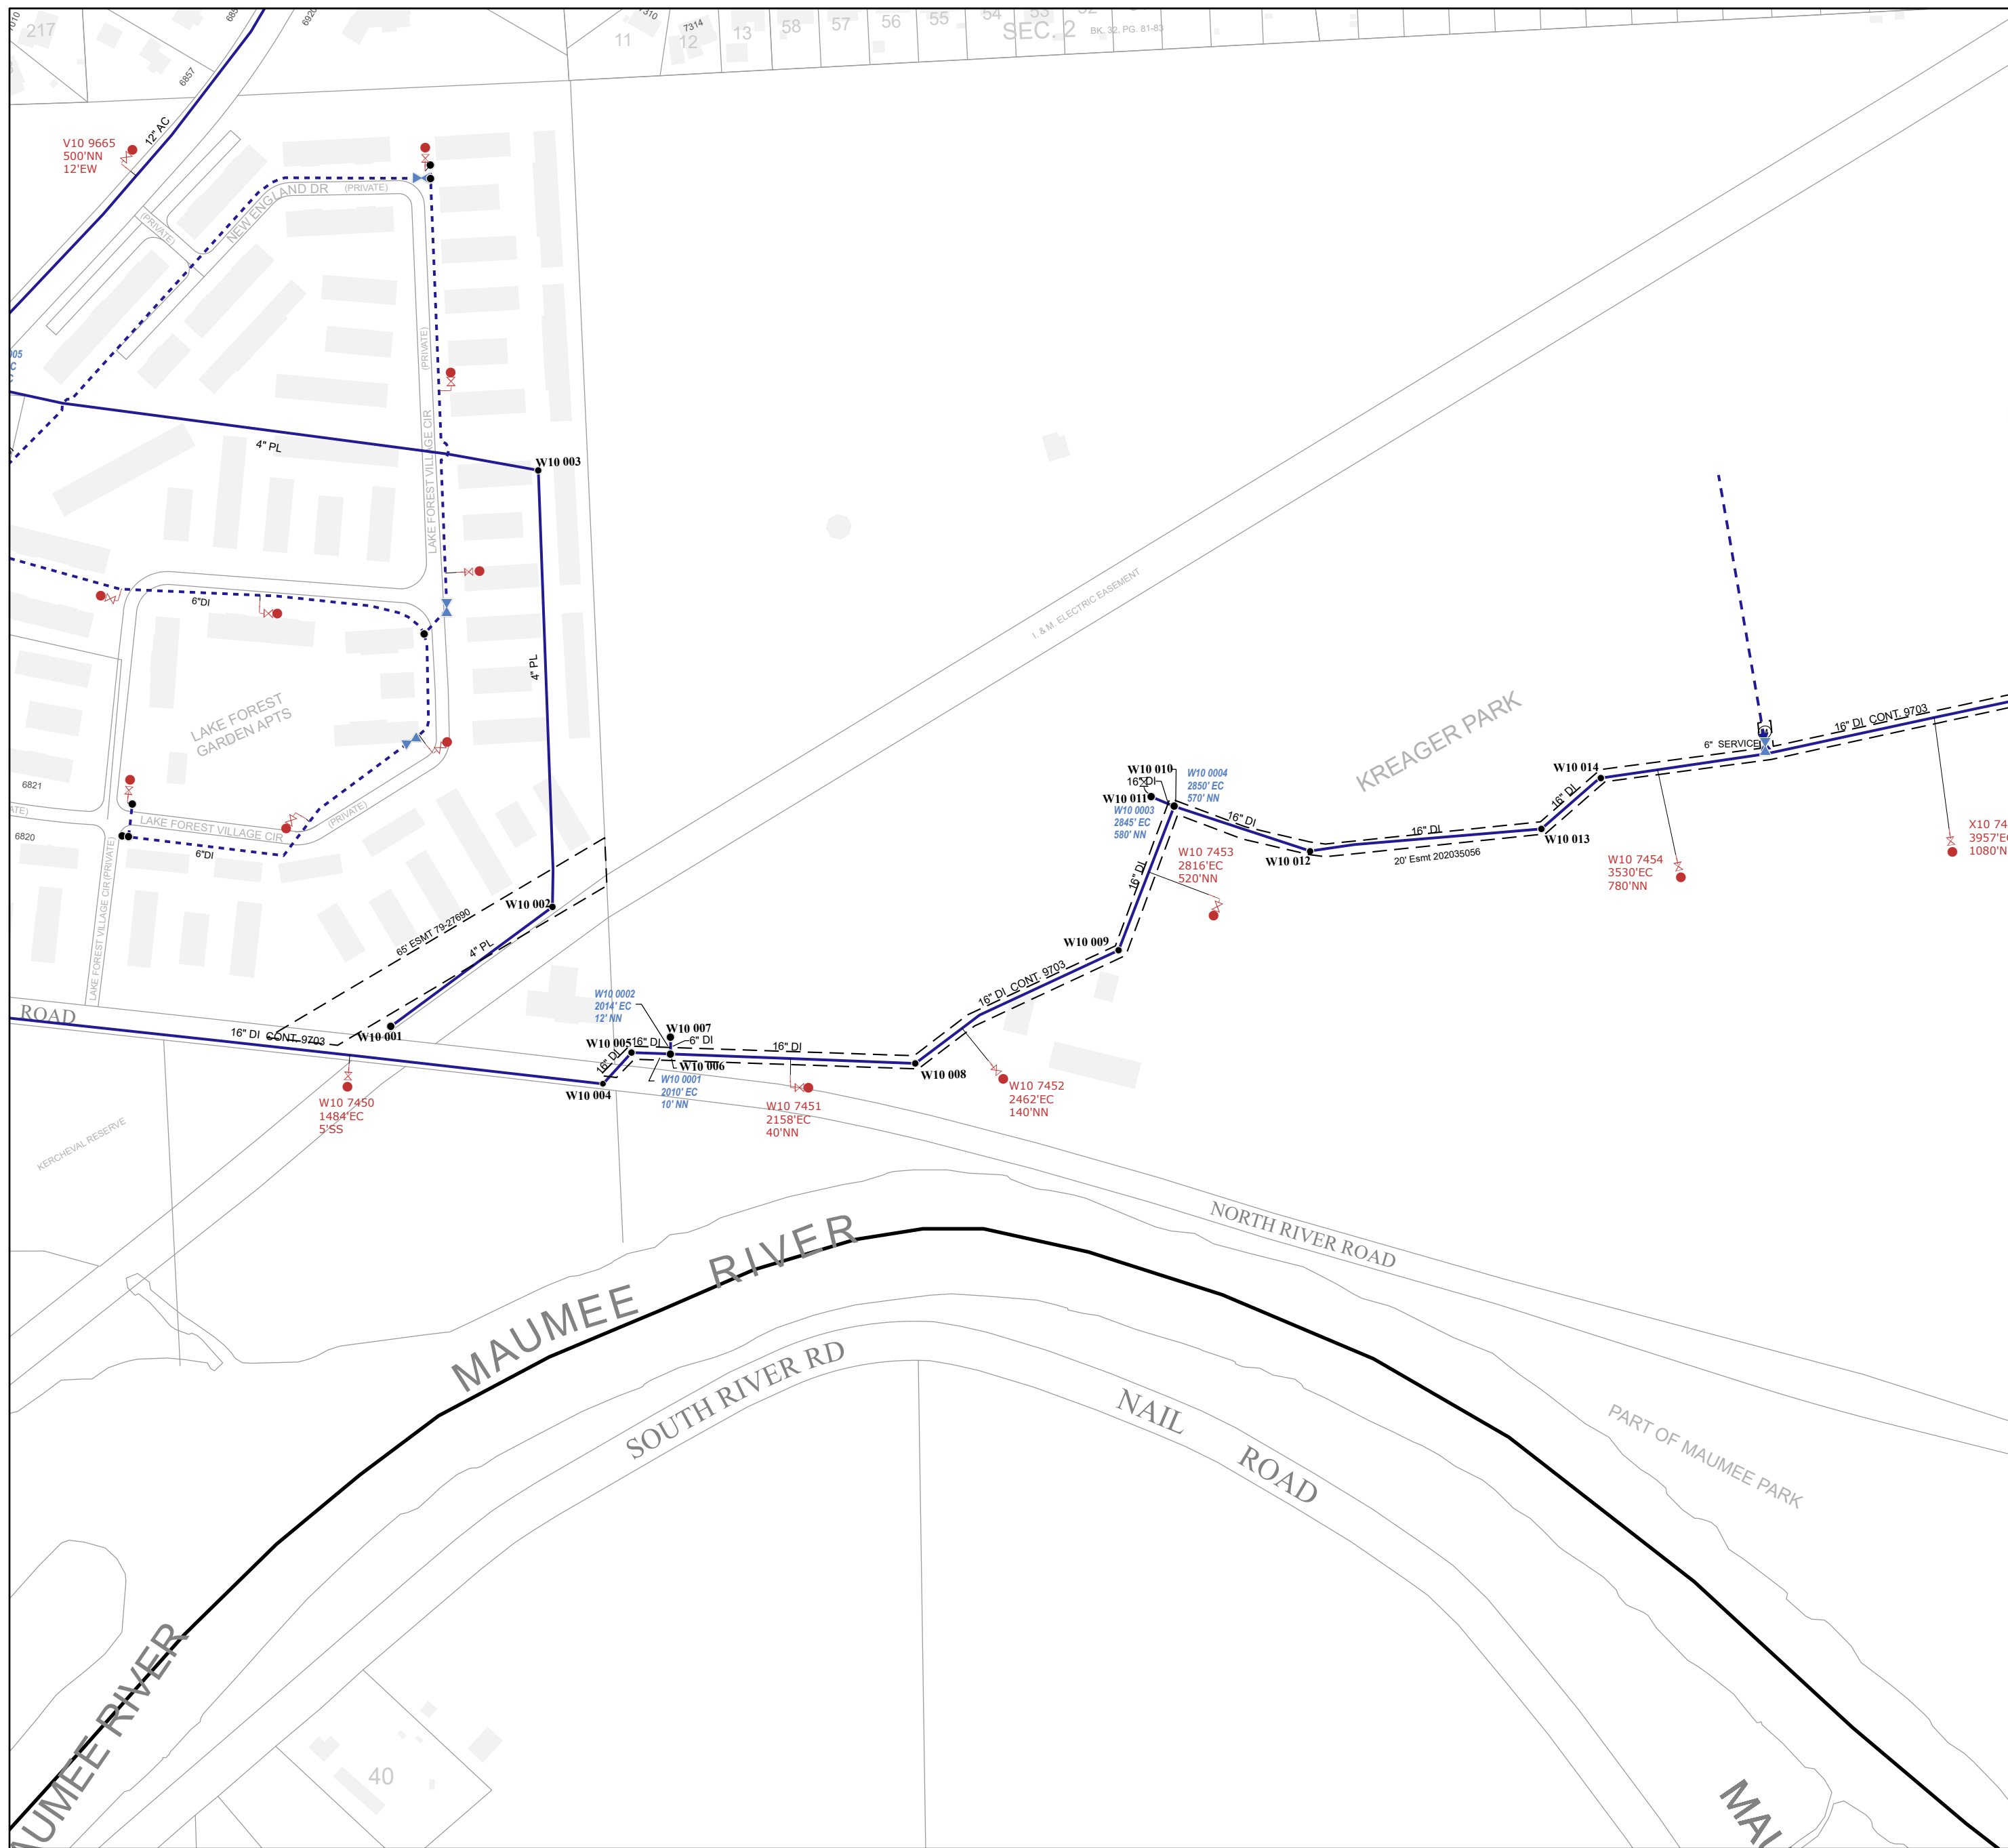 217
6857
6920
7310
7314
11
12
13
58
57
56
55
54
53
52
SEC. 2
BK. 32, PG. 81-83
12" AC
V10 9665
500'NN
12'EW
NEW ENGLAND DR
(PRIVATE)
(PRIVATE)
(PRIVATE)
LAKE FOREST VILLAGE CIR
4" PL
W10 003
4" PL
6"DI
LAKE FOREST
GARDEN APTS
I. & M. ELECTRIC EASEMENT
KREAGER PARK
6821
6820
LAKE FOREST VILLAGE CIR
(PRIVATE)
6"DI
LAKE FOREST VILLAGE CIR (PRIVATE)
W10 002
65' ESMT 79-27690
4" PL
W10 001
ROAD
16" DI CONT. 9703
W10 7450
1484'EC
5'SS
KERCHEVAL RESERVE
W10 0002
2014' EC
12' NN
W10 007
6" DI
W10 005
16" DI
16" DI
W10 006
W10 004
W10 0001
2010' EC
10' NN
16" DI
W10 7451
2158'EC
40'NN
W10 008
W10 7452
2462'EC
140'NN
16" DI CONT. 9703
W10 009
16" DI
W10 7453
2816'EC
520'NN
W10 010
16" DI
W10 011
W10 0003
2845' EC
580' NN
W10 0004
2850' EC
570' NN
16" DI
W10 012
16" DI
20' Esmt 202035056
W10 013
16" DI
W10 014
W10 7454
3530'EC
780'NN
6" SERVICE
16" DI CONT. 9703
NORTH RIVER ROAD
MAUMEE RIVER
SOUTH RIVER RD
NAIL ROAD
PART OF MAUMEE PARK
40